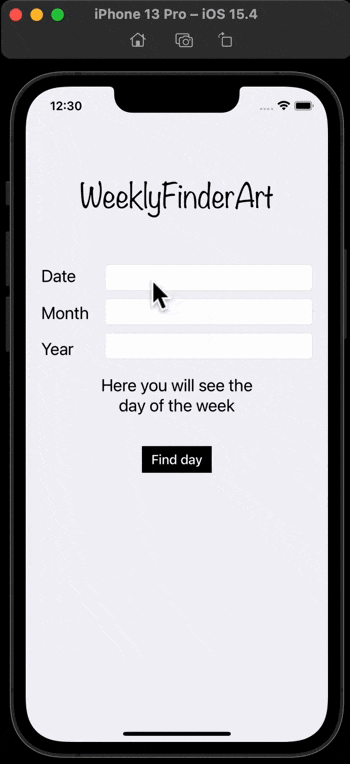 iPhone 13 Pro – iOS 15.4
12:30
WeeklyFinderArt
Date
Month
Year
Here you will see the
day of the week
Find day